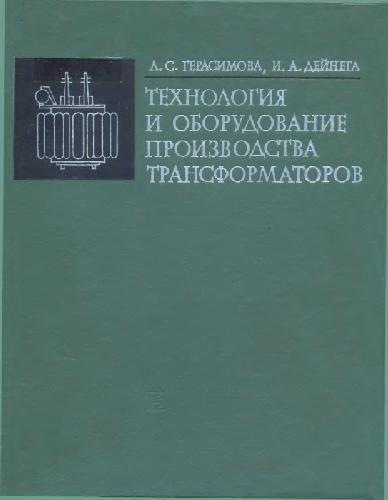 Л. С. ГЕРАСИМОВА, И. А. ДЕЙНЕГА
ТЕХНОЛОГИЯ
И ОБОРУДОВАНИЕ
ПРОИЗВОДСТВА
ТРАНСФОРМАТОРОВ